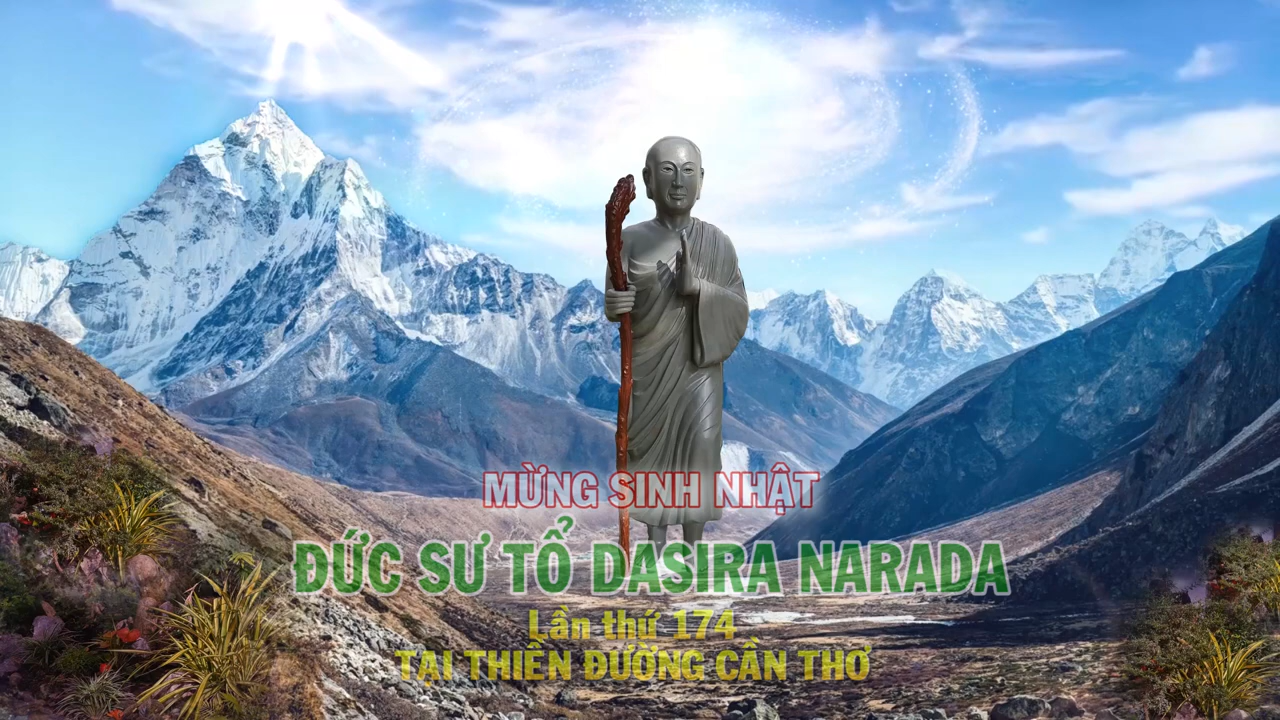 MỪNG SINH NHẬT
ĐỨC SƯ TỔ DASIRA NARADA
Lần thứ 174
TẠI THIỀN ĐƯỜNG CẦN THƠ